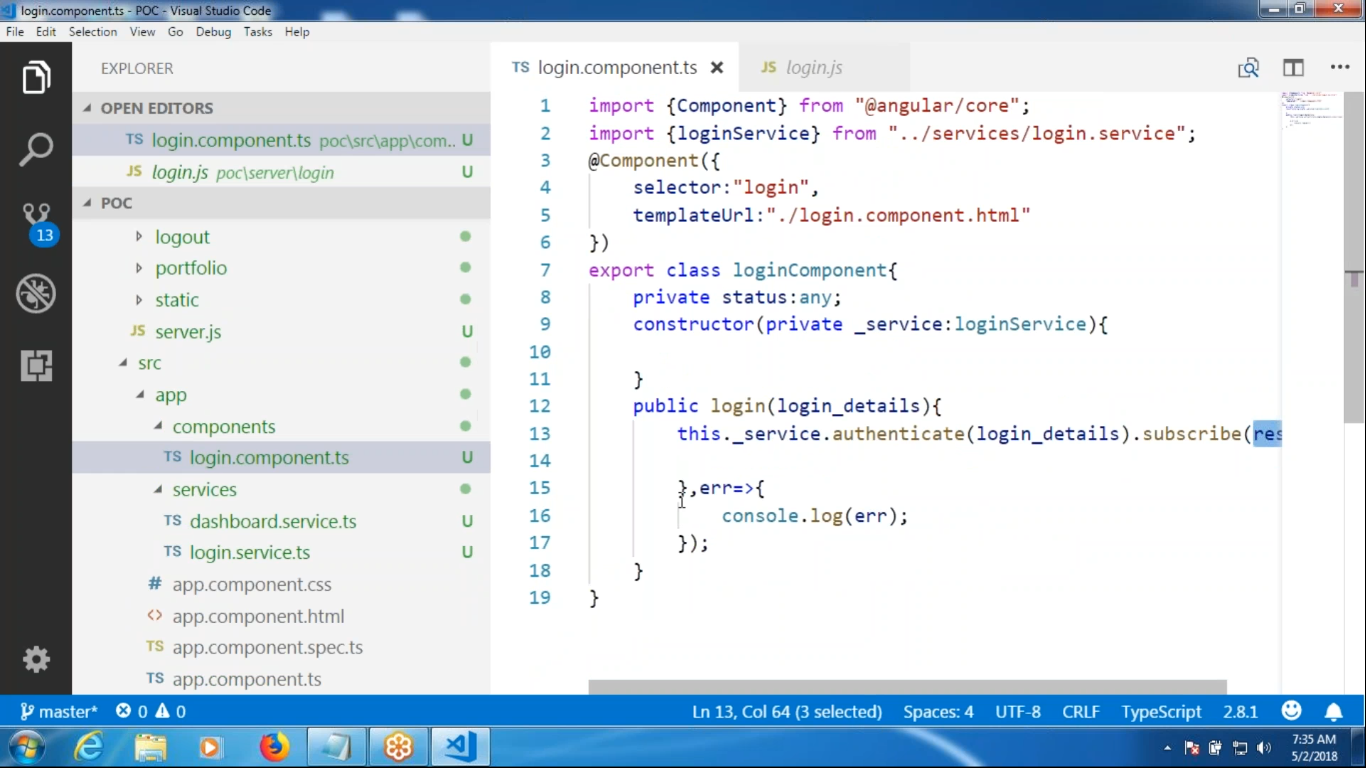 login.component.ts - POC - Visual Studio Code
File Edit Selection View Go Debug Tasks Help
EXPLORER
OPEN EDITORS
TS login.component.ts poc\src\app\com... U
JS login.js poc\server\login U
POC
logout
portfolio
static
JS server.js U
src
app
components
TS login.component.ts U
services
TS dashboard.service.ts U
TS login.service.ts U
# app.component.css
<> app.component.html
TS app.component.spec.ts
TS app.component.ts
13
TS login.component.ts
JS login.js
1 import {Component} from "@angular/core";
2 import {loginService} from "../services/login.service";
3 @Component({
4 selector:"login",
5 templateUrl:"./login.component.html"
6 })
7 export class loginComponent{
8 private status:any;
9 constructor(private _service:loginService){
10
11 }
12 public login(login_details){
13 this._service.authenticate(login_details).subscribe(res
14
15 },err=>{
16 console.log(err);
17 });
18 }
19 }
master* 0 0 Ln 13, Col 64 (3 selected) Spaces: 4 UTF-8 CRLF TypeScript 2.8.1
7:35 AM
5/2/2018